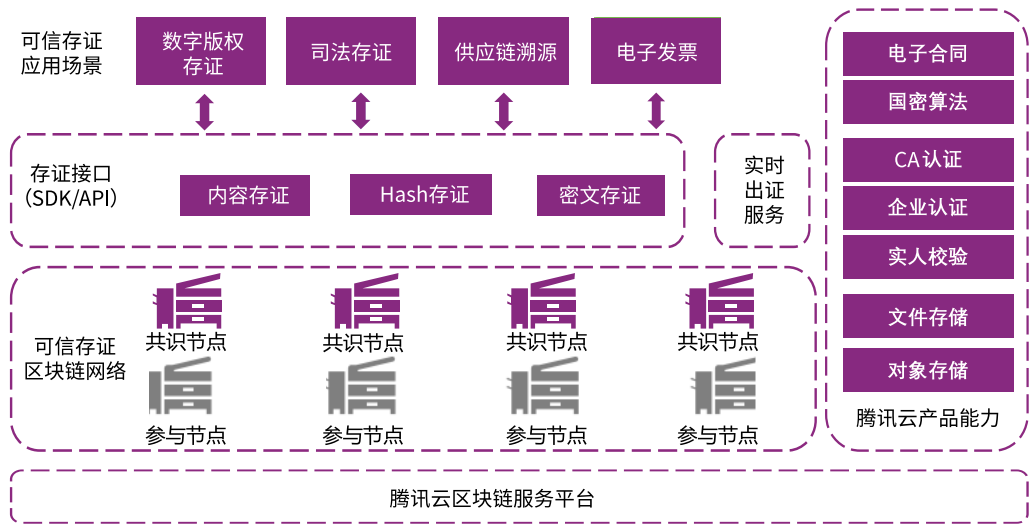 可信存证
应用场景
数字版权
存证
司法存证
供应链溯源
电子发票
存证接口
（SDK/API）
内容存证
Hash存证
密文存证
实时
出证
服务
可信存证
区块链网络
共识节点
共识节点
共识节点
共识节点
参与节点
参与节点
参与节点
参与节点
电子合同
国密算法
CA认证
企业认证
实人校验
文件存储
对象存储
腾讯云产品能力
腾讯云区块链服务平台